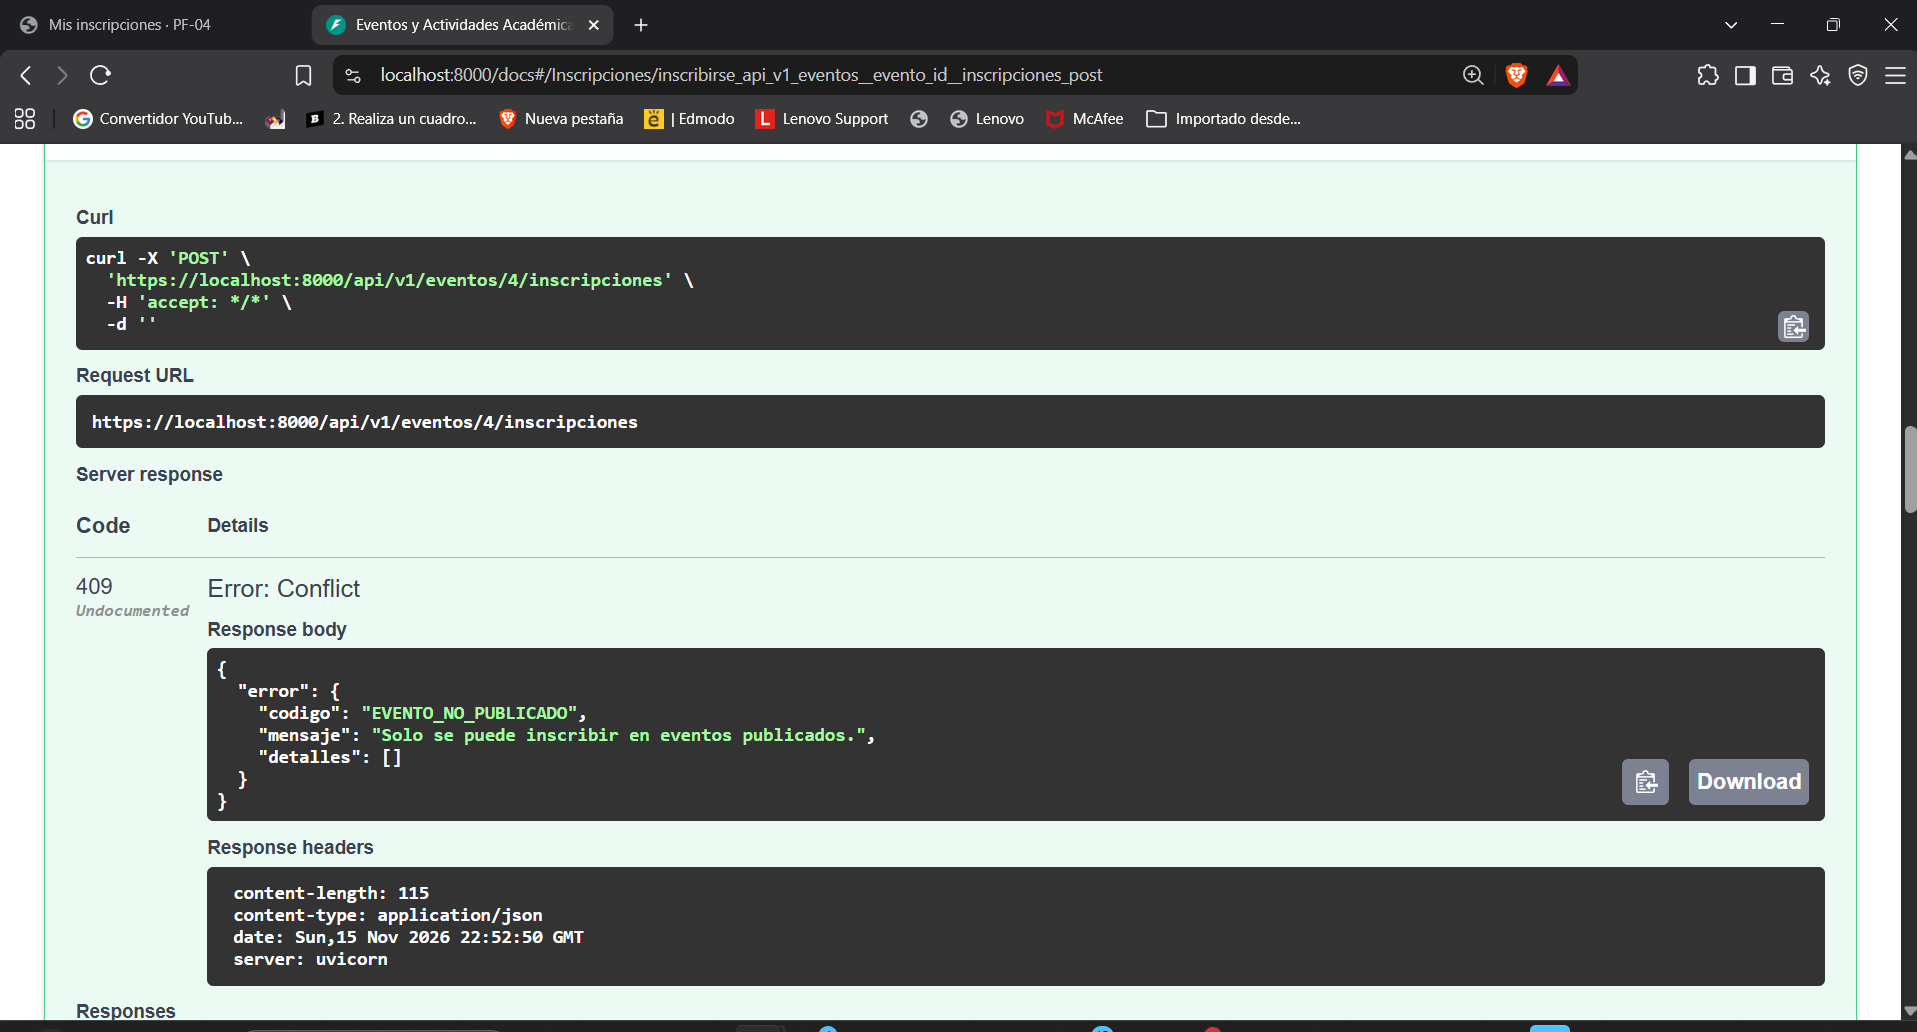 Mis inscripciones · PF-04
Eventos y Actividades Académica
localhost:8000/docs#/Inscripciones/inscribirse_api_v1_eventos__evento_id__inscripciones_post
Convertidor YouTub...
2. Realiza un cuadro...
Nueva pestaña
| Edmodo
Lenovo Support
Lenovo
McAfee
Importado desde...
Curl
curl -X 'POST' \
'https://localhost:8000/api/v1/eventos/4/inscripciones' \
-H 'accept: */*' \
-d ''
Request URL
https://localhost:8000/api/v1/eventos/4/inscripciones
Server response
Code
Details
409
Undocumented
Error: Conflict
Response body
{
"error": {
"codigo": "EVENTO_NO_PUBLICADO",
"mensaje": "Solo se puede inscribir en eventos publicados.",
"detalles": []
}
}
Download
Response headers
content-length: 115
content-type: application/json
date: Sun,15 Nov 2026 22:52:50 GMT
server: uvicorn
Responses